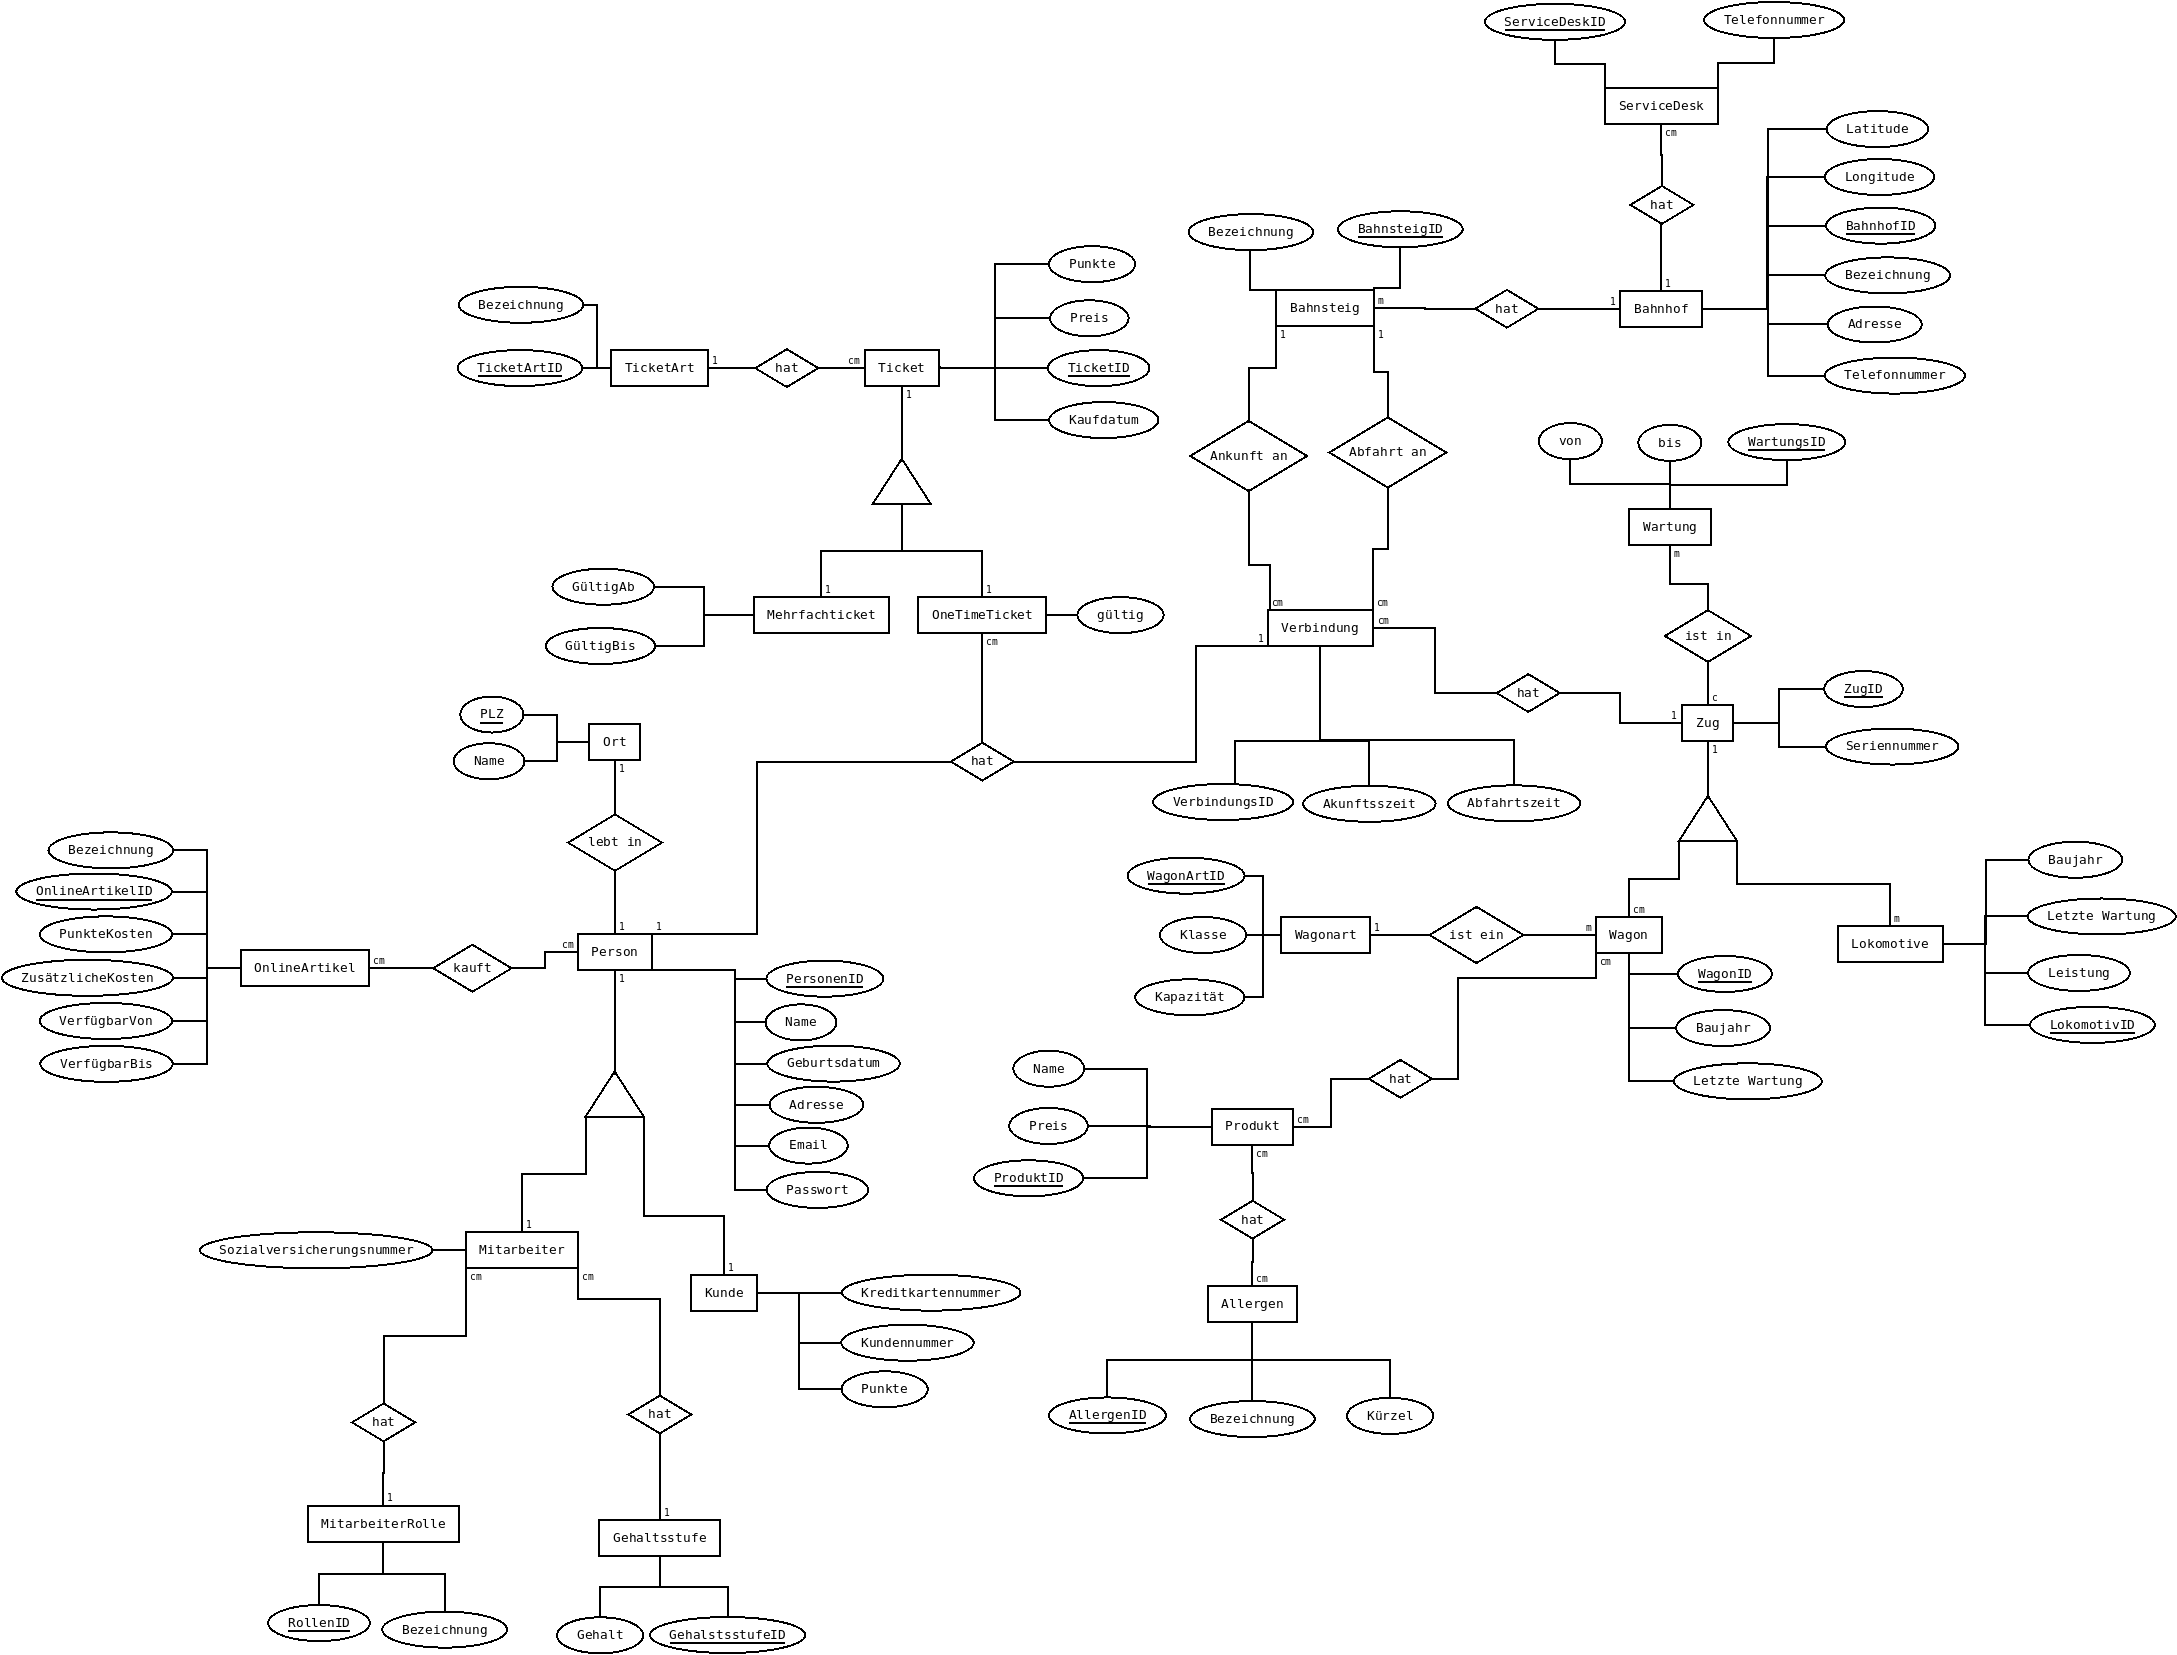 ServiceDeskID
Telefonnummer
ServiceDesk
cm
hat
1
Latitude
Longitude
BahnhofID
Bezeichnung
Adresse
Telefonnummer
Bahnhof
1
hat
m
Bezeichnung
BahnsteigID
Bahnsteig
1
1
Ankunft an
Abfahrt an
cm
cm
cm
Verbindung
1
Punkte
Preis
TicketID
Kaufdatum
Bezeichnung
TicketArtID
TicketArt
1
hat
cm
Ticket
1
von
bis
WartungsID
Wartung
m
ist in
c
hat
1
Zug
1
ZugID
Seriennummer
GültigAb
GültigBis
1
Mehrfachticket
1
OneTimeTicket
cm
gültig
hat
VerbindungsID
Akunftsszeit
Abfahrtszeit
PLZ
Name
Ort
1
lebt in
1
1
Person
cm
1
Bezeichnung
OnlineArtikelID
PunkteKosten
ZusätzlicheKosten
VerfügbarVon
VerfügbarBis
OnlineArtikel
cm
kauft
PersonenID
Name
Geburtsdatum
Adresse
Email
Passwort
WagonArtID
Klasse
Kapazität
Wagonart
1
ist ein
m
cm
Wagon
cm
m
Lokomotive
Baujahr
Letzte Wartung
Leistung
LokomotivID
WagonID
Baujahr
Letzte Wartung
hat
Name
Preis
ProduktID
Produkt
cm
cm
hat
cm
Allergen
AllergenID
Bezeichnung
Kürzel
Sozialversicherungsnummer
1
Mitarbeiter
cm
cm
1
Kunde
Kreditkartennummer
Kundennummer
Punkte
hat
hat
1
MitarbeiterRolle
1
Gehaltsstufe
RollenID
Bezeichnung
Gehalt
GehalstsstufeID